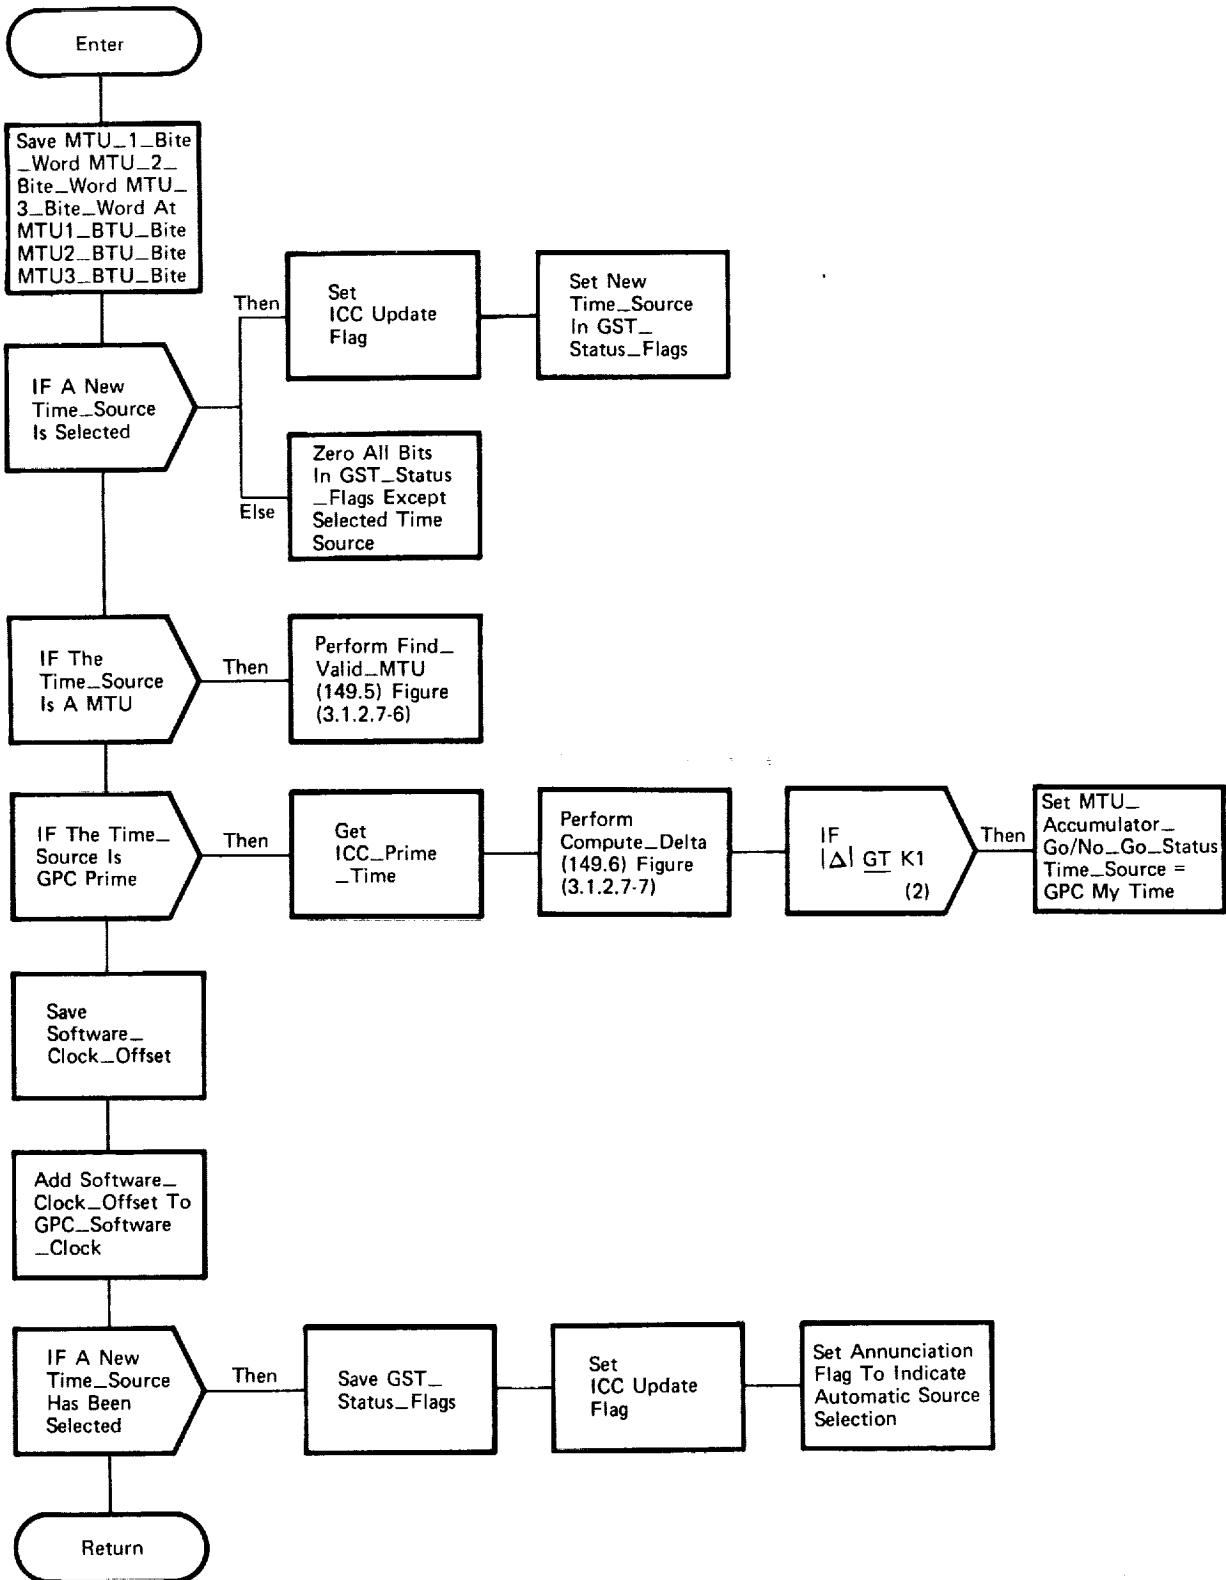 Enter
Save MTU_1_Bite
_Word MTU_2_
Bite_Word MTU_
3_Bite_Word At
MTU1_BTU_Bite
MTU2_BTU_Bite
MTU3_BTU_Bite
IF A New
Time_Source
Is Selected
Then
Set
ICC Update
Flag
Set New
Time_Source
In GST_
Status_Flags
Else
Zero All Bits
In GST_Status
_Flags Except
Selected Time
Source
IF The
Time_Source
Is A MTU
Then
Perform Find_
Valid_MTU
(149.5) Figure
(3.1.2.7-6)
IF The Time_
Source Is
GPC Prime
Then
Get
ICC_Prime
_Time
Perform
Compute_Delta
(149.6) Figure
(3.1.2.7-7)
IF
|Δ| GT K1
(2)
Then
Set MTU_
Accumulator_
Go/No_Go_Status
Time_Source =
GPC My Time
Save
Software_
Clock_Offset
Add Software_
Clock_Offset To
GPC_Software
_Clock
IF A New
Time_Source
Has Been
Selected
Then
Save GST_
Status_Flags
Set
ICC Update
Flag
Set Annunciation
Flag To Indicate
Automatic Source
Selection
Return